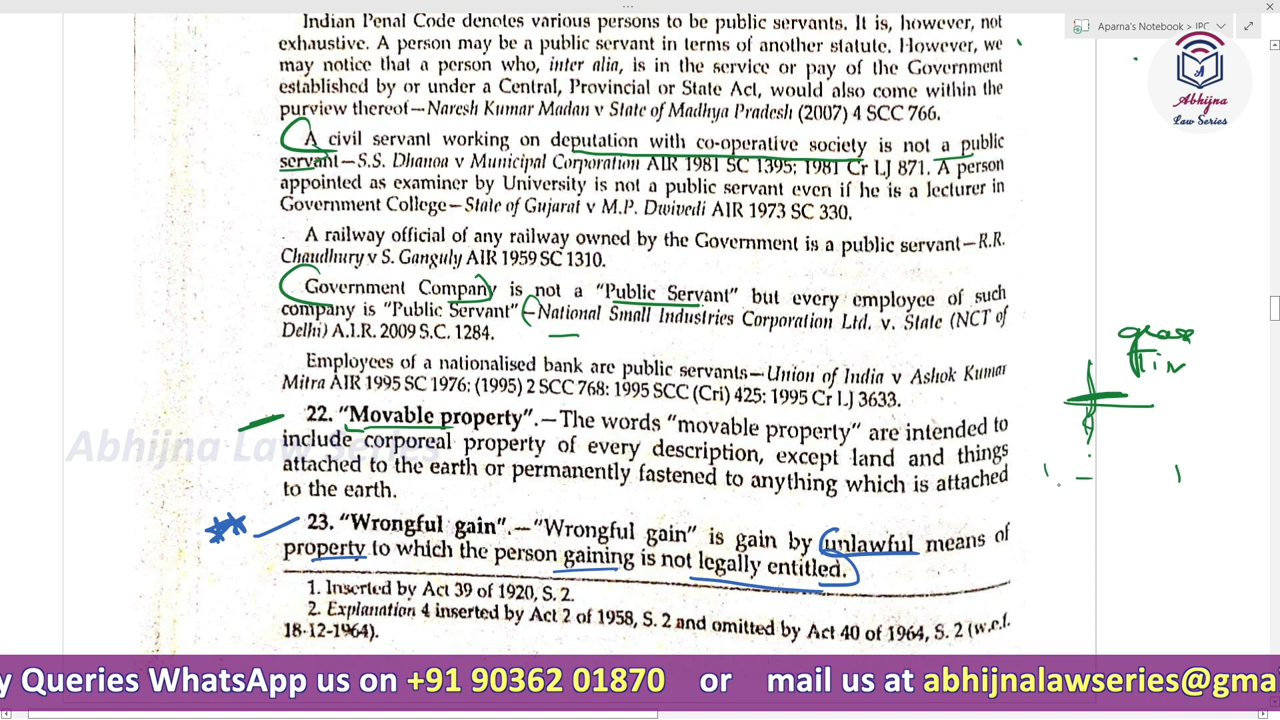 Aparna's Notebook > IPC
Abhijna
Law Series
Indian Penal Code denotes various persons to be public servants. It is, however, not
exhaustive. A person may be a public servant in terms of another statute. However, we
may notice that a person who, inter alia, is in the service or pay of the Government
established by or under a Central, Provincial or State Act, would also come within the
purview thereof—Naresh Kumar Madan v State of Madhya Pradesh (2007) 4 SCC 766.
A civil servant working on deputation with co-operative society is not a public
servant—S.S. Dhanoa v Municipal Corporation AIR 1981 SC 1395; 1981 Cr LJ 871. A person
appointed as examiner by University is not a public servant even if he is a lecturer in
Government College—State of Gujarat v M.P. Dwivedi AIR 1973 SC 330.
A railway official of any railway owned by the Government is a public servant—R.R.
Chaudhury v S. Ganguly AIR 1959 SC 1310.
Government Company is not a "Public Servant" but every employee of such
company is "Public Servant"—National Small Industries Corporation Ltd. v. State (NCT of
Delhi) A.I.R. 2009 S.C. 1284.
Employees of a nationalised bank are public servants—Union of India v Ashok Kumar
Mitra AIR 1995 SC 1976; (1995) 2 SCC 768: 1995 SCC (Cri) 425: 1995 Cr LJ 3633.
22. "Movable property".—The words "movable property" are intended to
include corporeal property of every description, except land and things
attached to the earth or permanently fastened to anything which is attached
to the earth.
Abhijna Law Series
23. "Wrongful gain".—"Wrongful gain" is gain by unlawful means of
property to which the person gaining is not legally entitled.
1. Inserted by Act 39 of 1920, S. 2.
2. Explanation 4 inserted by Act 2 of 1958, S. 2 and omitted by Act 40 of 1964, S. 2 (w.e.f.
18-12-1964).
y Queries WhatsApp us on +91 90362 01870 or mail us at abhijnalawseries@gma